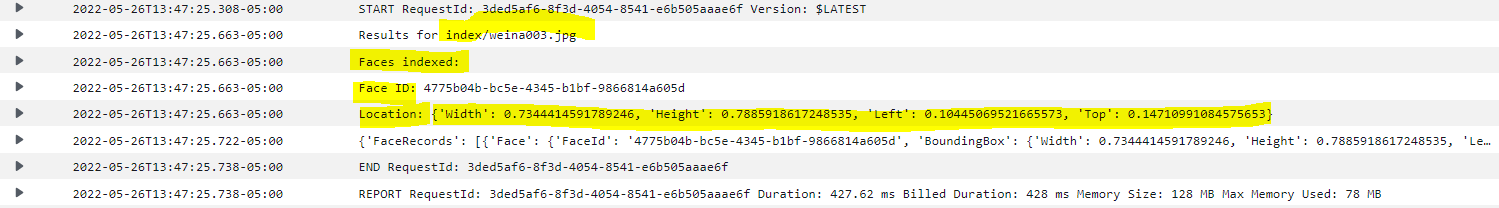 2022-05-26T13:47:25.308-05:00 START RequestId: 3ded5af6-8f3d-4054-8541-e6b505aaae6f Version: $LATEST
2022-05-26T13:47:25.663-05:00 Results for index/weina003.jpg
2022-05-26T13:47:25.663-05:00 Faces indexed:
2022-05-26T13:47:25.663-05:00 Face ID: 4775b04b-bc5e-4345-b1bf-9866814a605d
2022-05-26T13:47:25.663-05:00 Location: {'Width': 0.7344414591789246, 'Height': 0.7885918617248535, 'Left': 0.10445069521665573, 'Top': 0.14710991084575653}
2022-05-26T13:47:25.722-05:00 {'FaceRecords': [{'Face': {'FaceId': '4775b04b-bc5e-4345-b1bf-9866814a605d', 'BoundingBox': {'Width': 0.7344414591789246, 'Height': 0.7885918617248535, 'Le…
2022-05-26T13:47:25.738-05:00 END RequestId: 3ded5af6-8f3d-4054-8541-e6b505aaae6f
2022-05-26T13:47:25.738-05:00 REPORT RequestId: 3ded5af6-8f3d-4054-8541-e6b505aaae6f Duration: 427.62 ms Billed Duration: 428 ms Memory Size: 128 MB Max Memory Used: 78 MB